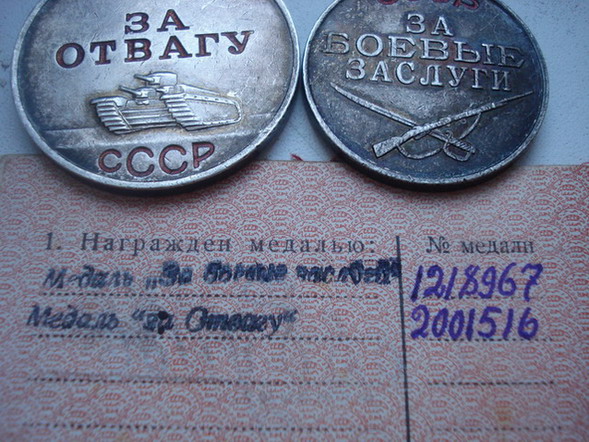 ЗА
ОТВАГУ
СССР
СССР
ЗА
БОЕВЫЕ
ЗАСЛУГИ
1. Награжден медалью:
№ медали
Медаль „За боевые заслуги“
1218967
Медаль "за Отвагу“
2001516